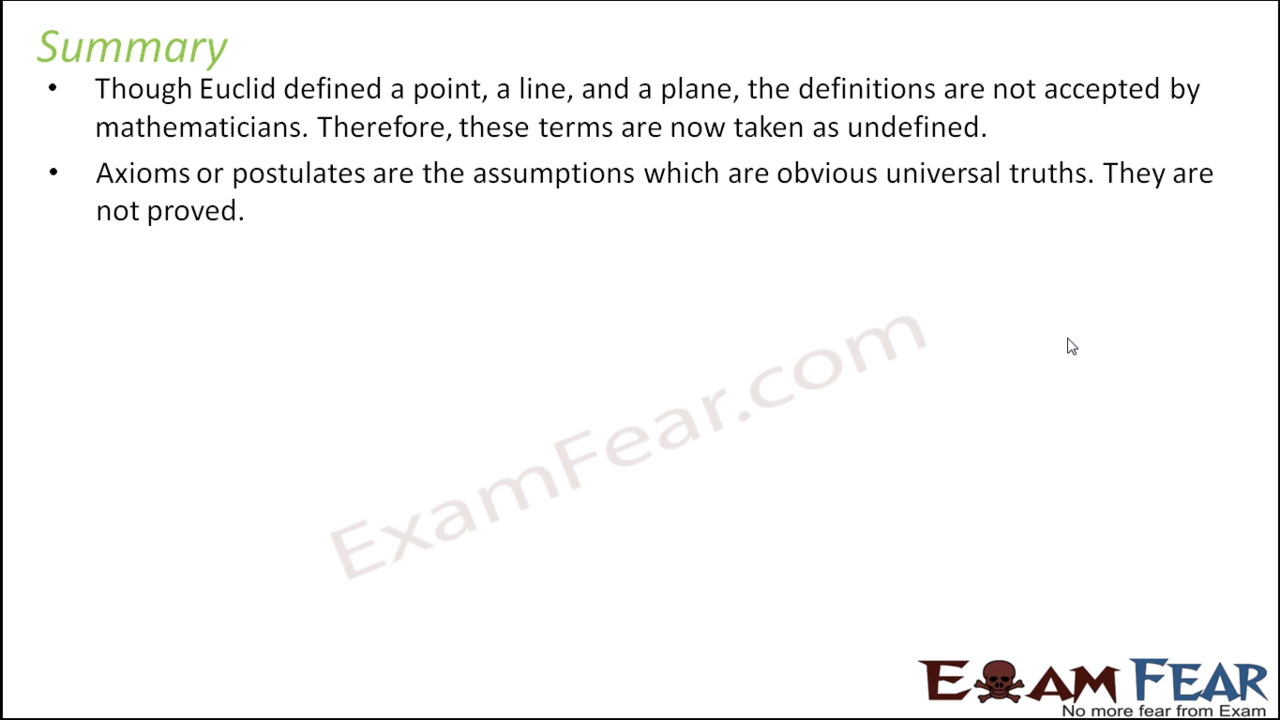 Summary
• Though Euclid defined a point, a line, and a plane, the definitions are not accepted by
mathematicians. Therefore, these terms are now taken as undefined.
• Axioms or postulates are the assumptions which are obvious universal truths. They are
not proved.
ExamFear.com
EXAM FEAR
No more fear from Exam